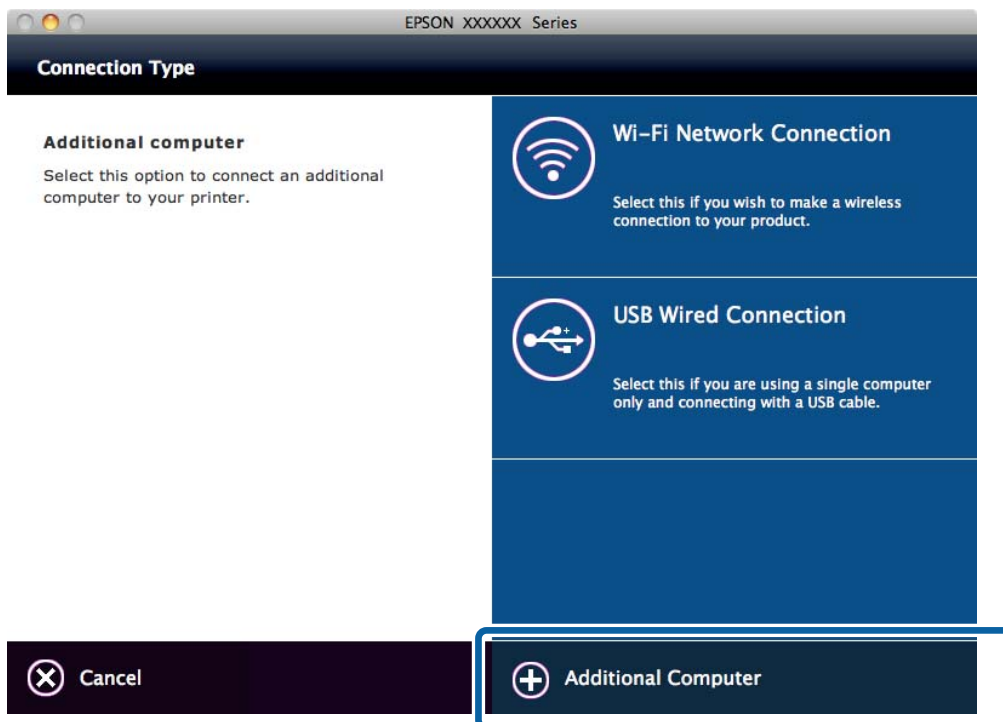 EPSON XXXXXX Series
Connection Type
Additional computer
Select this option to connect an additional
computer to your printer.
Wi-Fi Network Connection
Select this if you wish to make a wireless
connection to your product.
USB Wired Connection
Select this if you are using a single computer
only and connecting with a USB cable.
Cancel
Additional Computer